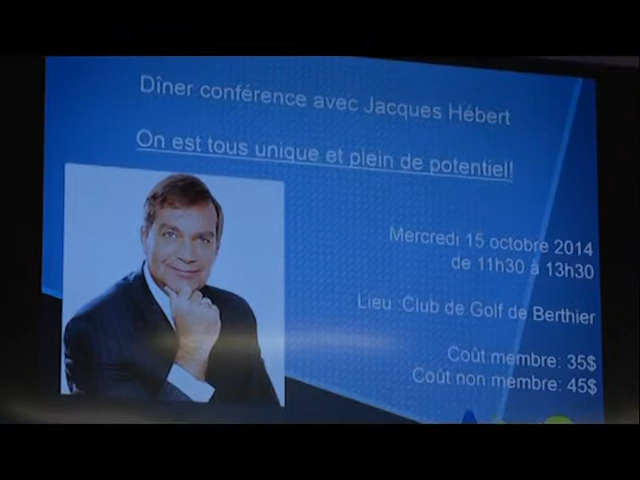 Dîner conférence avec Jacques Hébert
On est tous unique et plein de potentiel!
Mercredi 15 octobre 2014
de 11h30 à 13h30
Lieu :Club de Golf de Berthier
Coût membre: 35$
Coût non membre: 45$